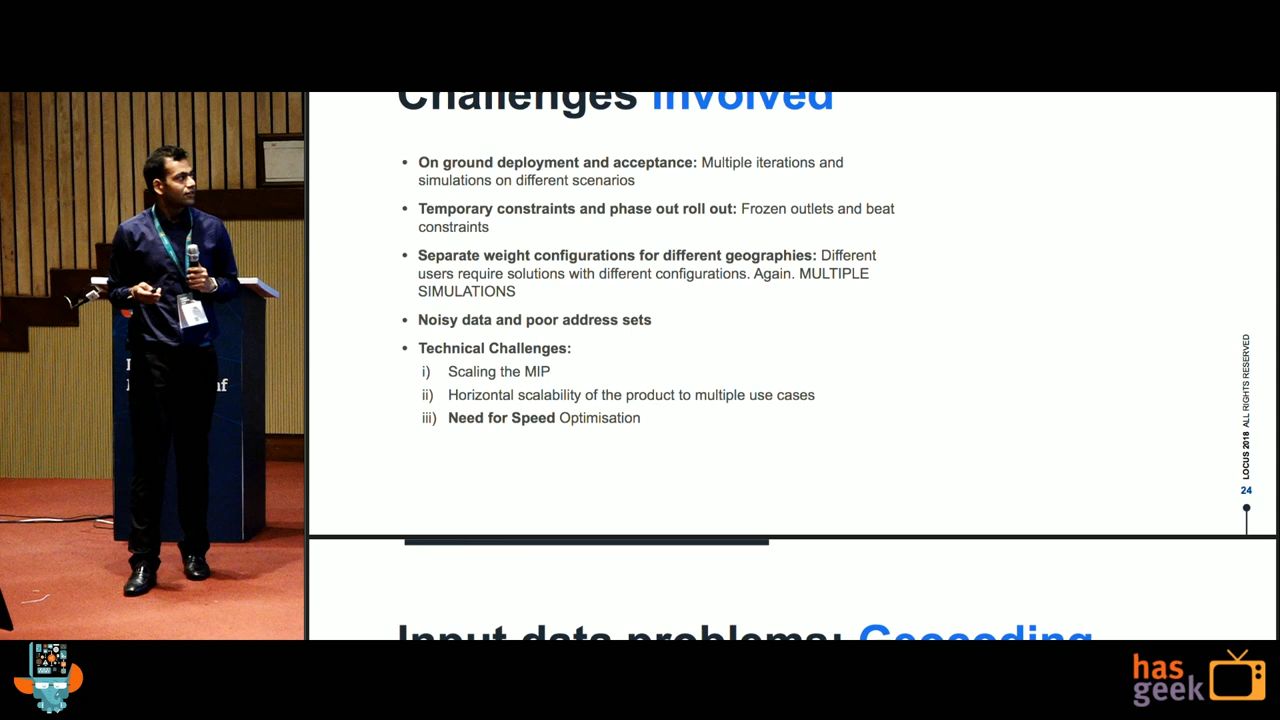 Challenges Involved
• On ground deployment and acceptance: Multiple iterations and
simulations on different scenarios
• Temporary constraints and phase out roll out: Frozen outlets and beat
constraints
• Separate weight configurations for different geographies: Different
users require solutions with different configurations. Again. MULTIPLE
SIMULATIONS
• Noisy data and poor address sets
• Technical Challenges:
i) Scaling the MIP
ii) Horizontal scalability of the product to multiple use cases
iii) Need for Speed Optimisation
LOCUS 2018 ALL RIGHTS RESERVED
24
Input data problems: Geocoding
has
geek